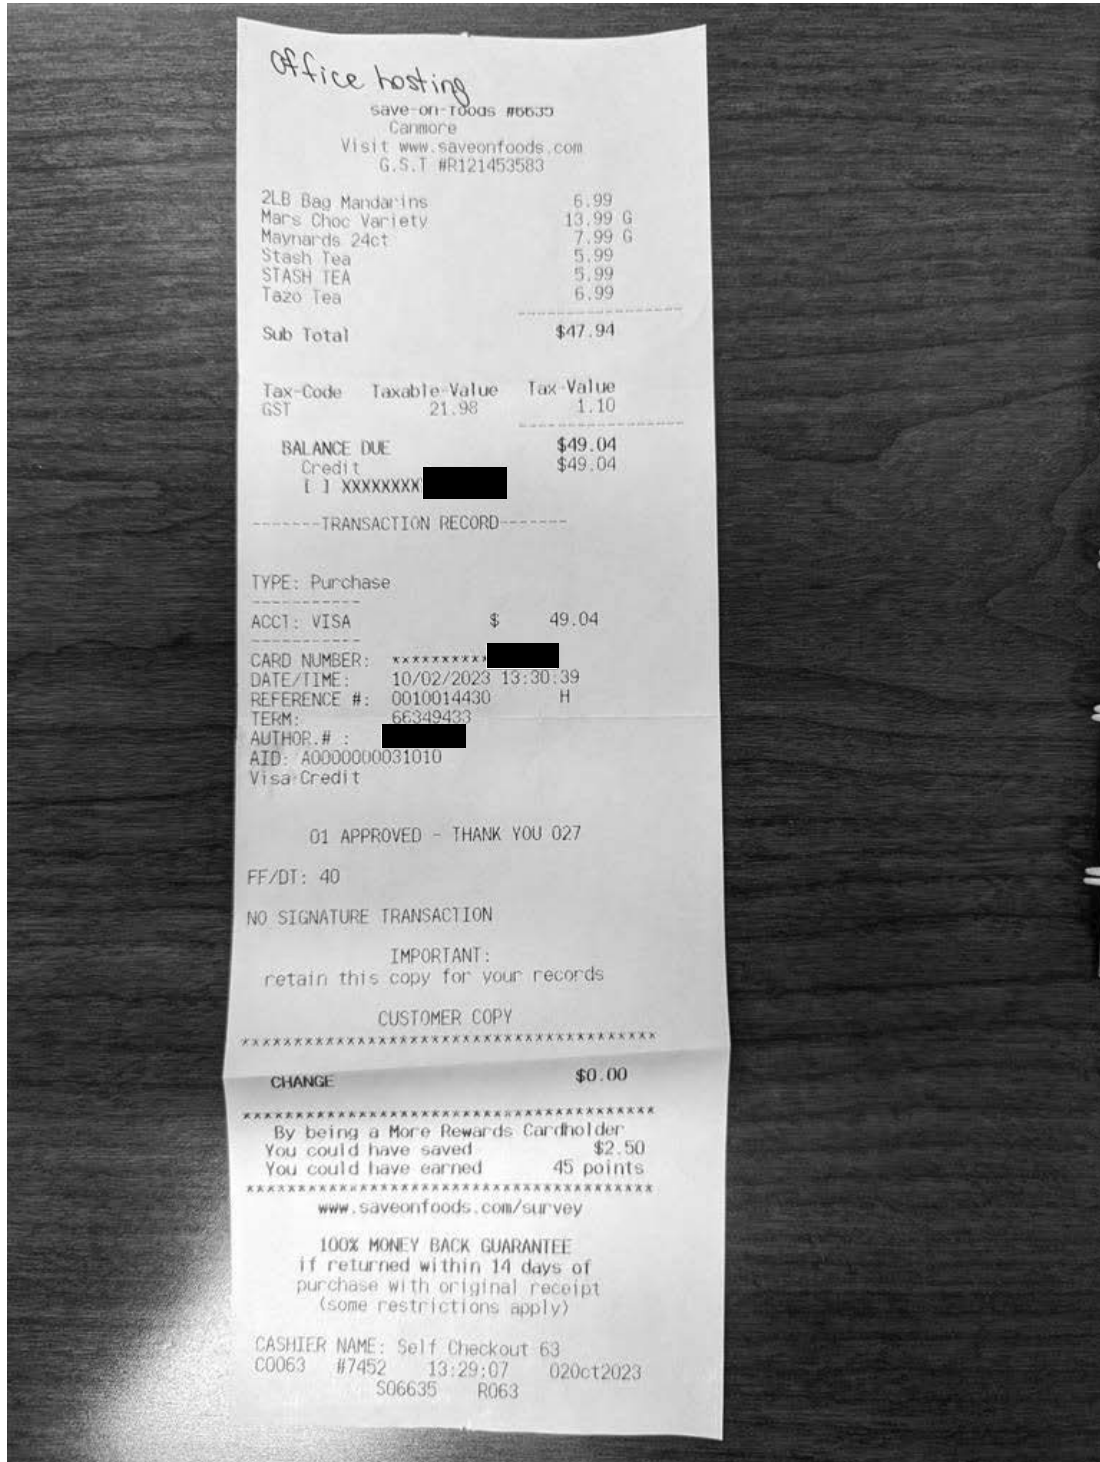 Office hosting
save-on-foods #6635
Canmore
Visit www.saveonfoods.com
G.S.T #R121453583
2LB Bag Mandarins 6.99
Mars Choc Variety 13.99 G
Maynards 24ct 7.99 G
Stash Tea 5.99
STASH TEA 5.99
Tazo Tea 6.99
------------------
Sub Total $47.94
Tax-Code Taxable-Value Tax-Value
GST 21.98 1.10
------------------
BALANCE DUE $49.04
Credit $49.04
[ ] XXXXXXXX
-------TRANSACTION RECORD-------
TYPE: Purchase
-----------
ACCT: VISA $ 49.04
-----------
CARD NUMBER: **********
DATE/TIME: 10/02/2023 13:30:39
REFERENCE #: 0010014430 H
TERM: 66349433
AUTHOR.# :
AID: A0000000031010
Visa Credit
01 APPROVED - THANK YOU 027
FF/DT: 40
NO SIGNATURE TRANSACTION
IMPORTANT:
retain this copy for your records
CUSTOMER COPY
****************************************
CHANGE $0.00
****************************************
By being a More Rewards Cardholder
You could have saved $2.50
You could have earned 45 points
****************************************
www.saveonfoods.com/survey
100% MONEY BACK GUARANTEE
if returned within 14 days of
purchase with original receipt
(some restrictions apply)
CASHIER NAME: Self Checkout 63
C0063 #7452 13:29:07 02Oct2023
S06635 R063